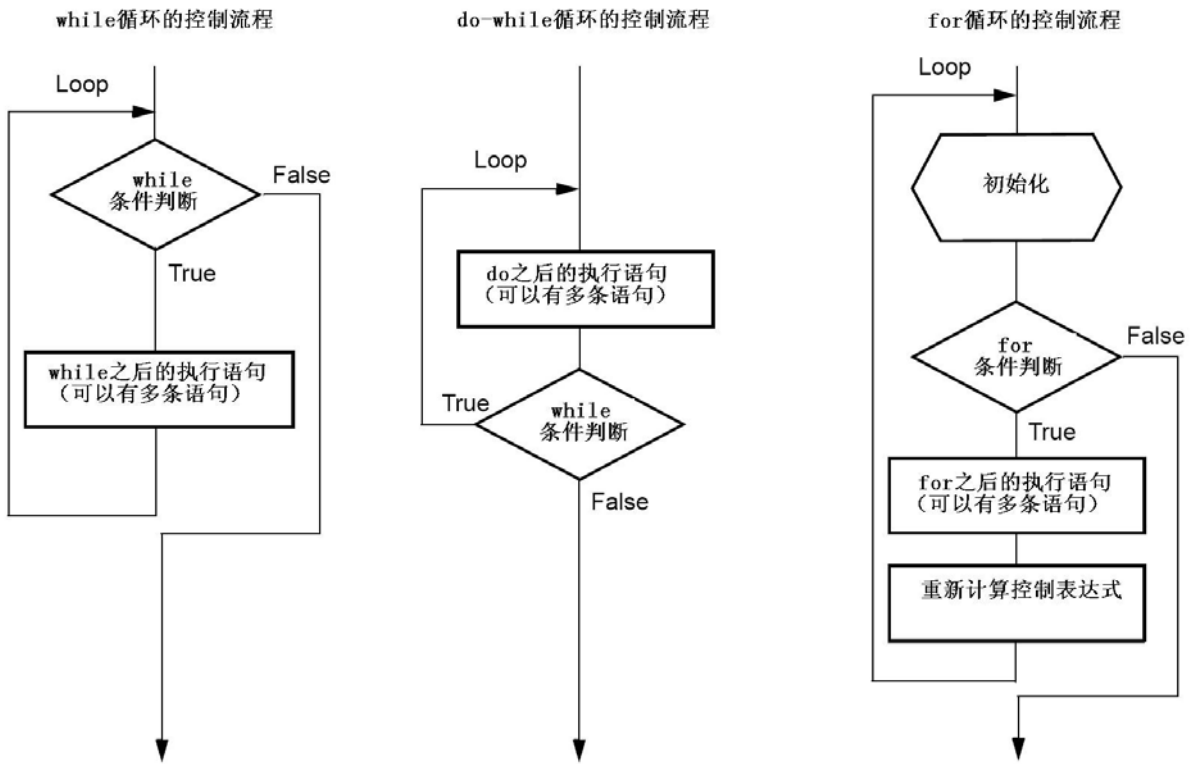 while循环的控制流程
Loop
while
条件判断
False
True
while之后的执行语句
（可以有多条语句）
do-while循环的控制流程
Loop
do之后的执行语句
（可以有多条语句）
True
while
条件判断
False
for循环的控制流程
Loop
初始化
for
条件判断
False
True
for之后的执行语句
（可以有多条语句）
重新计算控制表达式